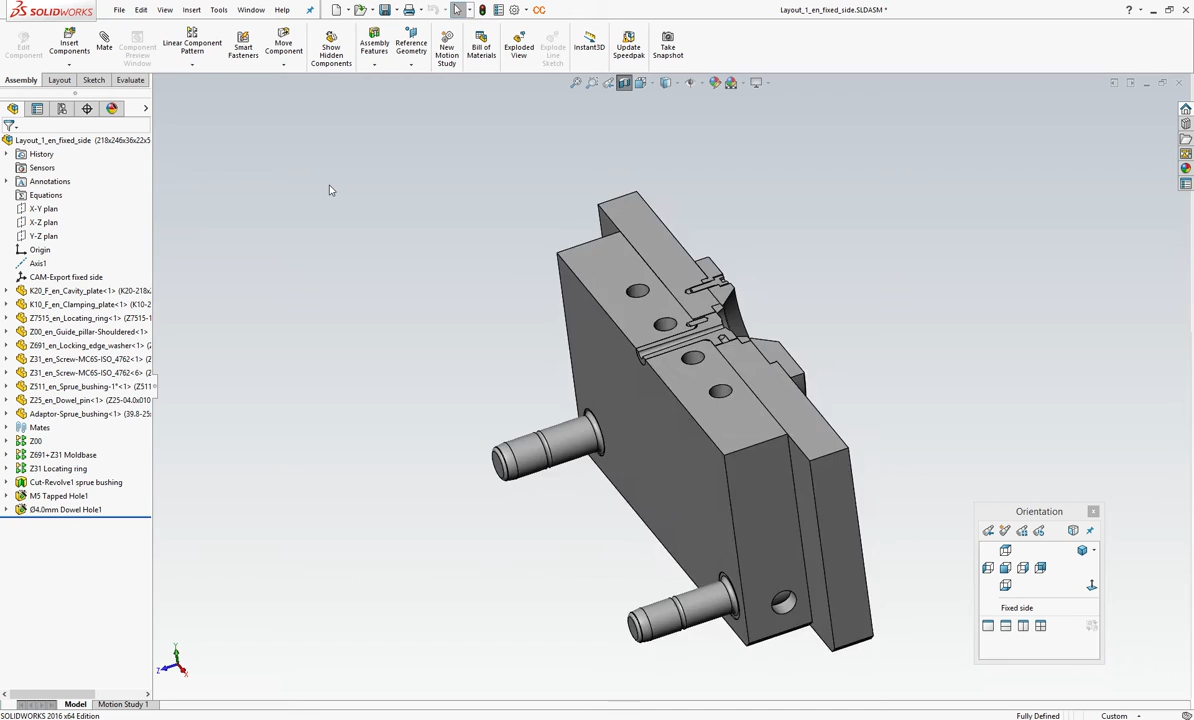 SOLIDWORKS
File
Edit
View
Insert
Tools
Window
Help
Layout_1_en_fixed_side.SLDASM *
Edit Component
Insert Components
Mate
Component Preview Window
Linear Component Pattern
Smart Fasteners
Move Component
Show Hidden Components
Assembly Features
Reference Geometry
New Motion Study
Bill of Materials
Exploded View
Explode Line Sketch
Instant3D
Update Speedpak
Take Snapshot
Assembly
Layout
Sketch
Evaluate
Layout_1_en_fixed_side (218x246x36x22x5
History
Sensors
Annotations
Equations
X-Y plan
X-Z plan
Y-Z plan
Origin
Axis1
CAM-Export fixed side
K20_F_en_Cavity_plate<1> (K20-218x
K10_F_en_Clamping_plate<1> (K10-2
Z7515_en_Locating_ring<1> (Z7515-1
Z00_en_Guide_pillar-Shouldered<1>
Z691_en_Locking_edge_washer<1> (Z
Z31_en_Screw-MC6S-ISO_4762<1> (Z
Z31_en_Screw-MC6S-ISO_4762<6> (Z
Z511_en_Sprue_bushing-1°<1> (Z511
Z25_en_Dowel_pin<1> (Z25-04.0x010
Adaptor-Sprue_bushing<1> (39.8-25x
Mates
Z00
Z691+Z31 Moldbase
Z31 Locating ring
Cut-Revolve1 sprue bushing
M5 Tapped Hole1
Ø4.0mm Dowel Hole1
Orientation
Fixed side
Y
Z
X
Model
Motion Study 1
SOLIDWORKS 2016 x64 Edition
Fully Defined
Custom